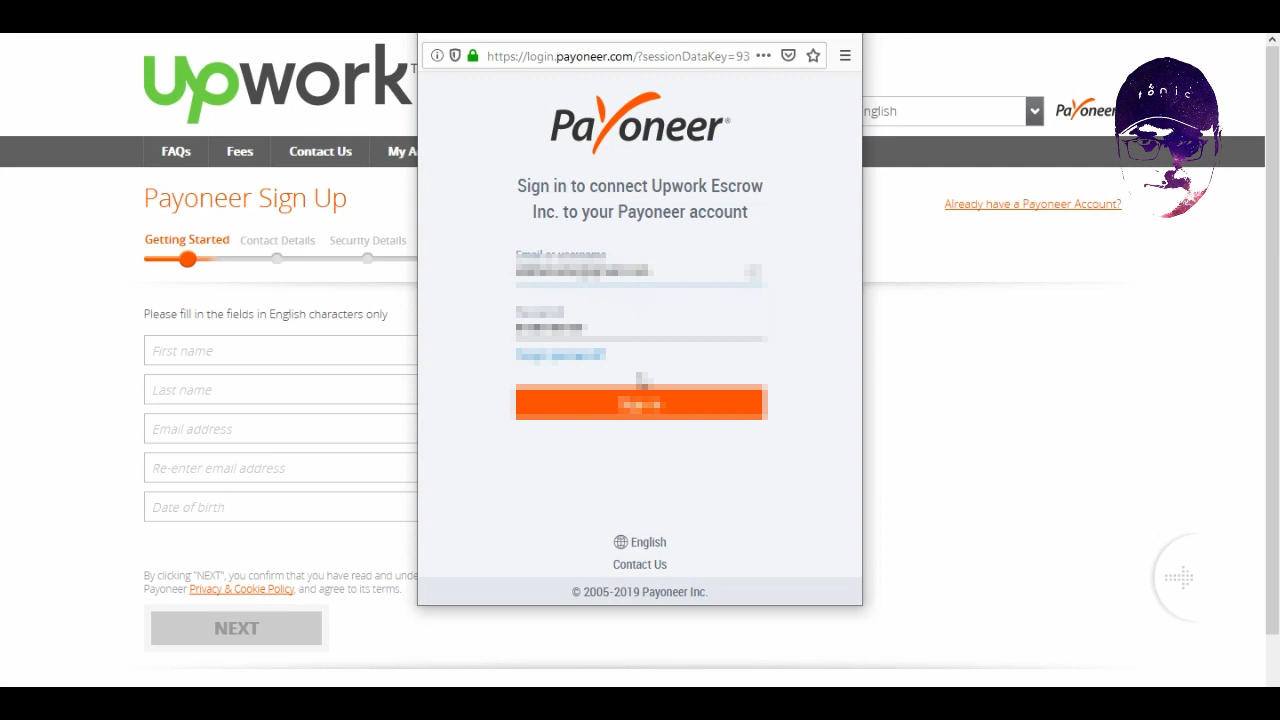 upwork
https://login.payoneer.com/?sessionDataKey=93
nglish
Payoneer
tonic
FAQs
Fees
Contact Us
My A
Payoneer
Payoneer Sign Up
Sign in to connect Upwork Escrow
Inc. to your Payoneer account
Already have a Payoneer Account?
Getting Started
Contact Details
Security Details
Email or username
Please fill in the fields in English characters only
First name
Last name
Email address
Re-enter email address
Date of birth
English
Contact Us
© 2005-2019 Payoneer Inc.
By clicking "NEXT", you confirm that you have read and unde
Payoneer Privacy & Cookie Policy, and agree to its terms.
NEXT